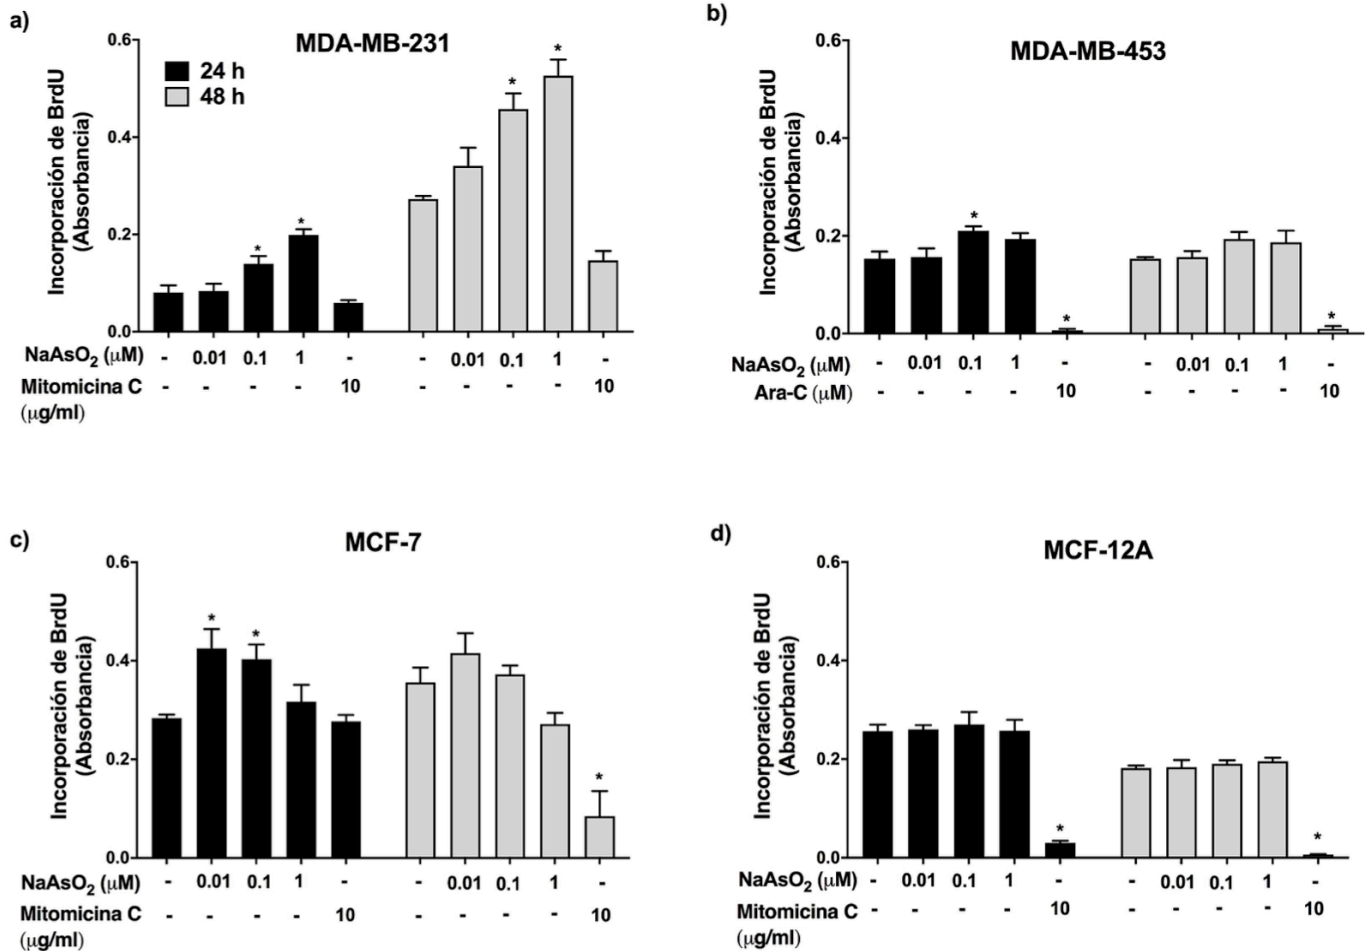 a)
MDA-MB-231
24 h
48 h
Incorporación de BrdU
(Absorbancia)
0.6
0.4
0.2
0.0
* * * *
NaAsO2 (μM) - 0.01 0.1 1 - - 0.01 0.1 1 -
Mitomicina C - - - - 10 - - - - 10
(μg/ml)
b)
MDA-MB-453
Incorporación de BrdU
(Absorbancia)
0.6
0.4
0.2
0.0
* * *
NaAsO2 (μM) - 0.01 0.1 1 - - 0.01 0.1 1 -
Ara-C (μM) - - - - 10 - - - - 10
c)
MCF-7
Incorporación de BrdU
(Absorbancia)
0.6
0.4
0.2
0.0
* * *
NaAsO2 (μM) - 0.01 0.1 1 - - 0.01 0.1 1 -
Mitomicina C - - - - 10 - - - - 10
(μg/ml)
d)
MCF-12A
Incorporación de BrdU
(Absorbancia)
0.6
0.4
0.2
0.0
* *
NaAsO2 (μM) - 0.01 0.1 1 - - 0.01 0.1 1 -
Mitomicina C - - - - 10 - - - - 10
(μg/ml)